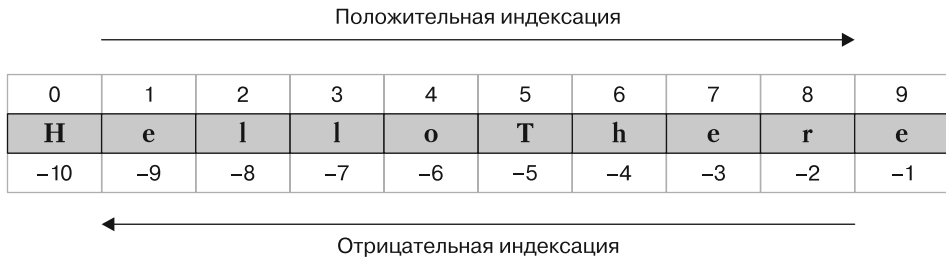 Положительная индексация
0 1 2 3 4 5 6 7 8 9
H e l l o T h e r e
–10 –9 –8 –7 –6 –5 –4 –3 –2 –1
Отрицательная индексация